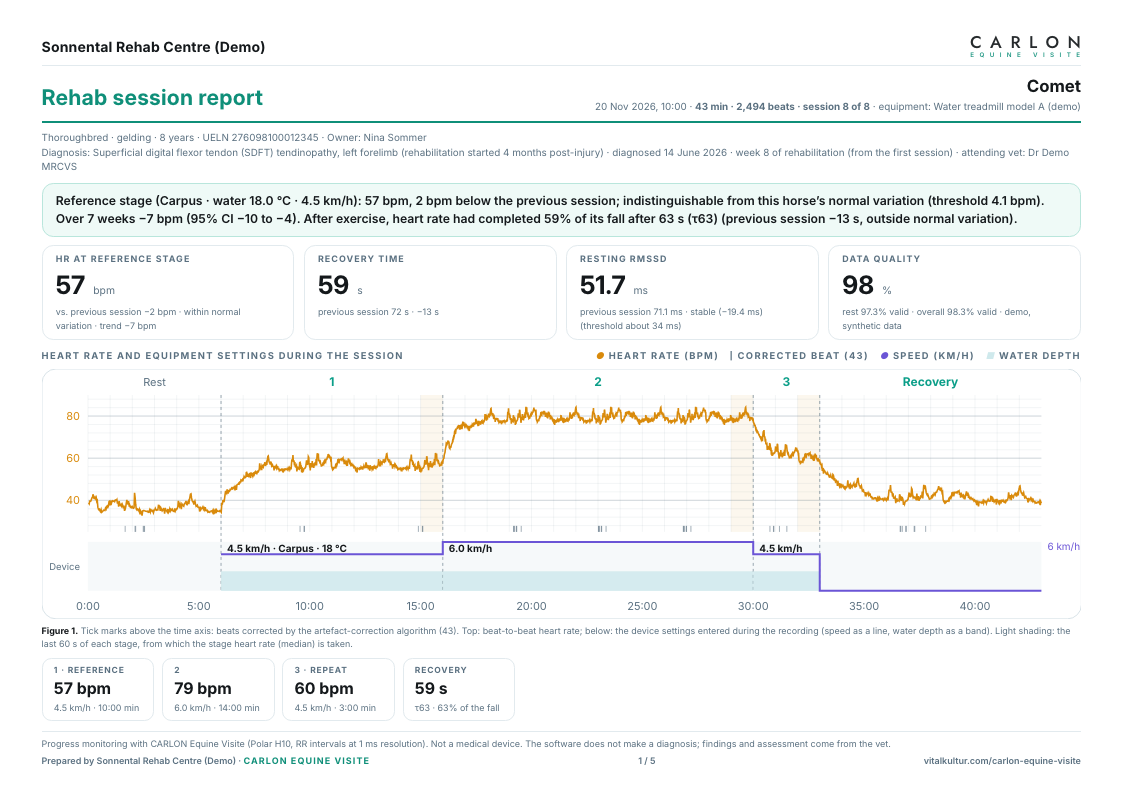 Sonnental Rehab Centre (Demo)
CARLON
EQUINE VISITE
Rehab session report
Comet
20 Nov 2026, 10:00 · 43 min · 2,494 beats · session 8 of 8 · equipment: Water treadmill model A (demo)
Thoroughbred · gelding · 8 years · UELN 276098100012345 · Owner: Nina Sommer
Diagnosis: Superficial digital flexor tendon (SDFT) tendinopathy, left forelimb (rehabilitation started 4 months post-injury) · diagnosed 14 June 2026 · week 8 of rehabilitation (from the first session) · attending vet: Dr Demo
MRCVS
Reference stage (Carpus · water 18.0 °C · 4.5 km/h): 57 bpm, 2 bpm below the previous session; indistinguishable from this horse's normal variation (threshold 4.1 bpm).
Over 7 weeks −7 bpm (95% CI −10 to −4). After exercise, heart rate had completed 59% of its fall after 63 s (τ63) (previous session −13 s, outside normal variation).
HR AT REFERENCE STAGE
57 bpm
vs. previous session −2 bpm · within normal
variation · trend −7 bpm
RECOVERY TIME
59 s
previous session 72 s · −13 s
RESTING RMSSD
51.7 ms
previous session 71.1 ms · stable (−19.4 ms)
(threshold about 34 ms)
DATA QUALITY
98 %
rest 97.3% valid · overall 98.3% valid · demo,
synthetic data
HEART RATE AND EQUIPMENT SETTINGS DURING THE SESSION
HEART RATE (BPM) | CORRECTED BEAT (43) SPEED (KM/H) WATER DEPTH
Rest 1 2 3 Recovery
80
60
40
4.5 km/h · Carpus · 18 °C 6.0 km/h 4.5 km/h 6 km/h
Device
0:00 5:00 10:00 15:00 20:00 25:00 30:00 35:00 40:00
Figure 1. Tick marks above the time axis: beats corrected by the artefact-correction algorithm (43). Top: beat-to-beat heart rate; below: the device settings entered during the recording (speed as a line, water depth as a band). Light shading: the
last 60 s of each stage, from which the stage heart rate (median) is taken.
1 · REFERENCE
57 bpm
4.5 km/h · 10:00 min
2
79 bpm
6.0 km/h · 14:00 min
3 · REPEAT
60 bpm
4.5 km/h · 3:00 min
RECOVERY
59 s
τ63 · 63% of the fall
Progress monitoring with CARLON Equine Visite (Polar H10, RR intervals at 1 ms resolution). Not a medical device. The software does not make a diagnosis; findings and assessment come from the vet.
Prepared by Sonnental Rehab Centre (Demo) · CARLON EQUINE VISITE
1 / 5
vitalkultur.com/carlon-equine-visite